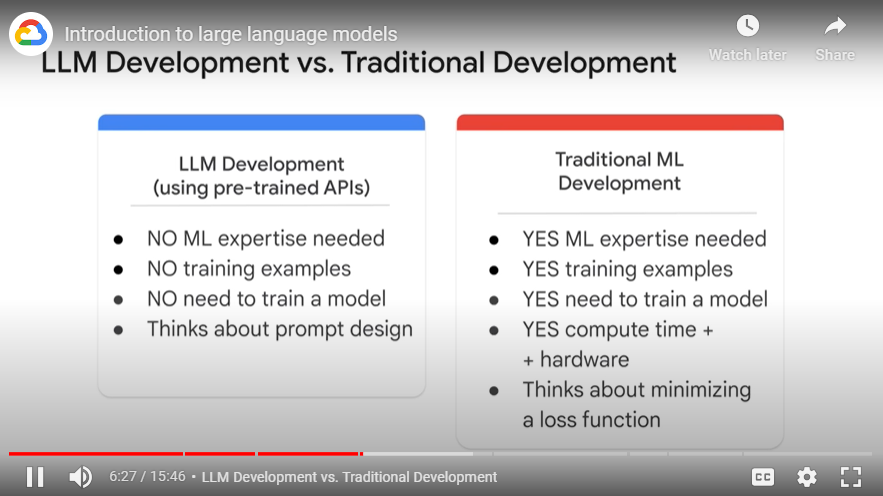 Introduction to large language models
Watch later
Share
LLM Development vs. Traditional Development
LLM Development
(using pre-trained APIs)
NO ML expertise needed
NO training examples
NO need to train a model
Thinks about prompt design
Traditional ML
Development
YES ML expertise needed
YES training examples
YES need to train a model
YES compute time +
+ hardware
Thinks about minimizing
a loss function
6:27 / 15:46 • LLM Development vs. Traditional Development
CC